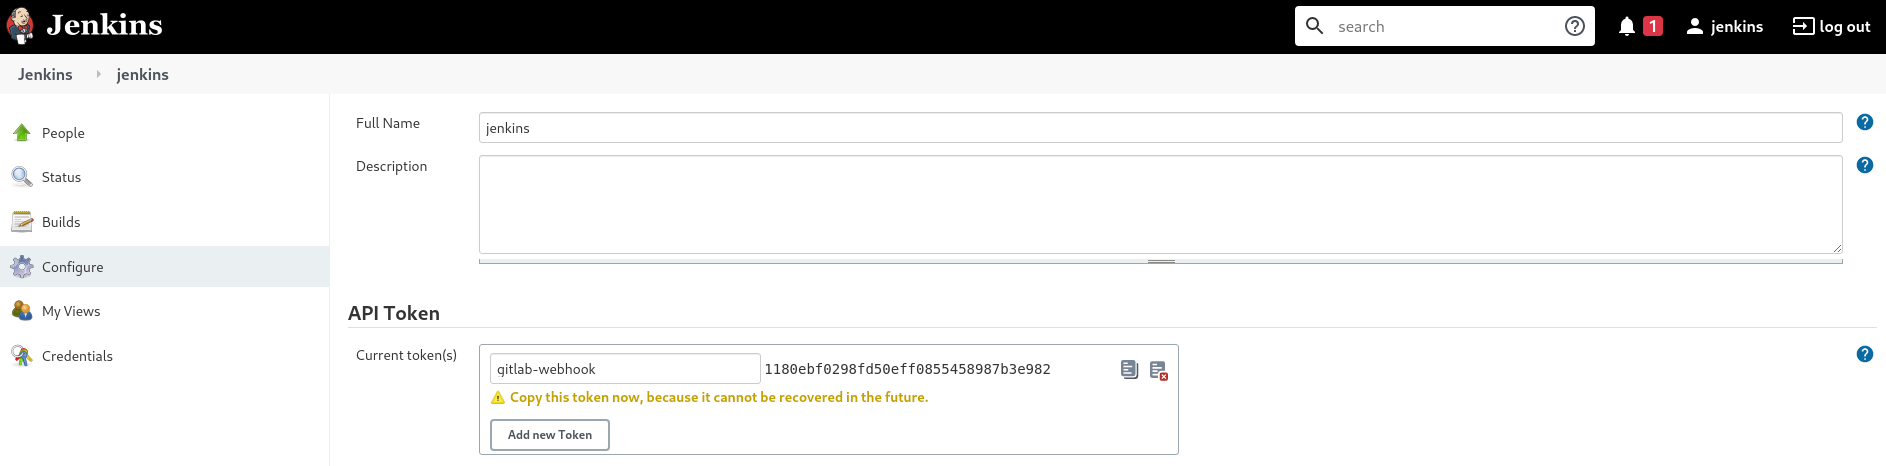 Jenkins
search
1
jenkins
log out
Jenkins
jenkins
People
Status
Builds
Configure
My Views
Credentials
Full Name
jenkins
Description
API Token
Current token(s)
gitlab-webhook
1180ebf0298fd50eff0855458987b3e982
Copy this token now, because it cannot be recovered in the future.
Add new Token